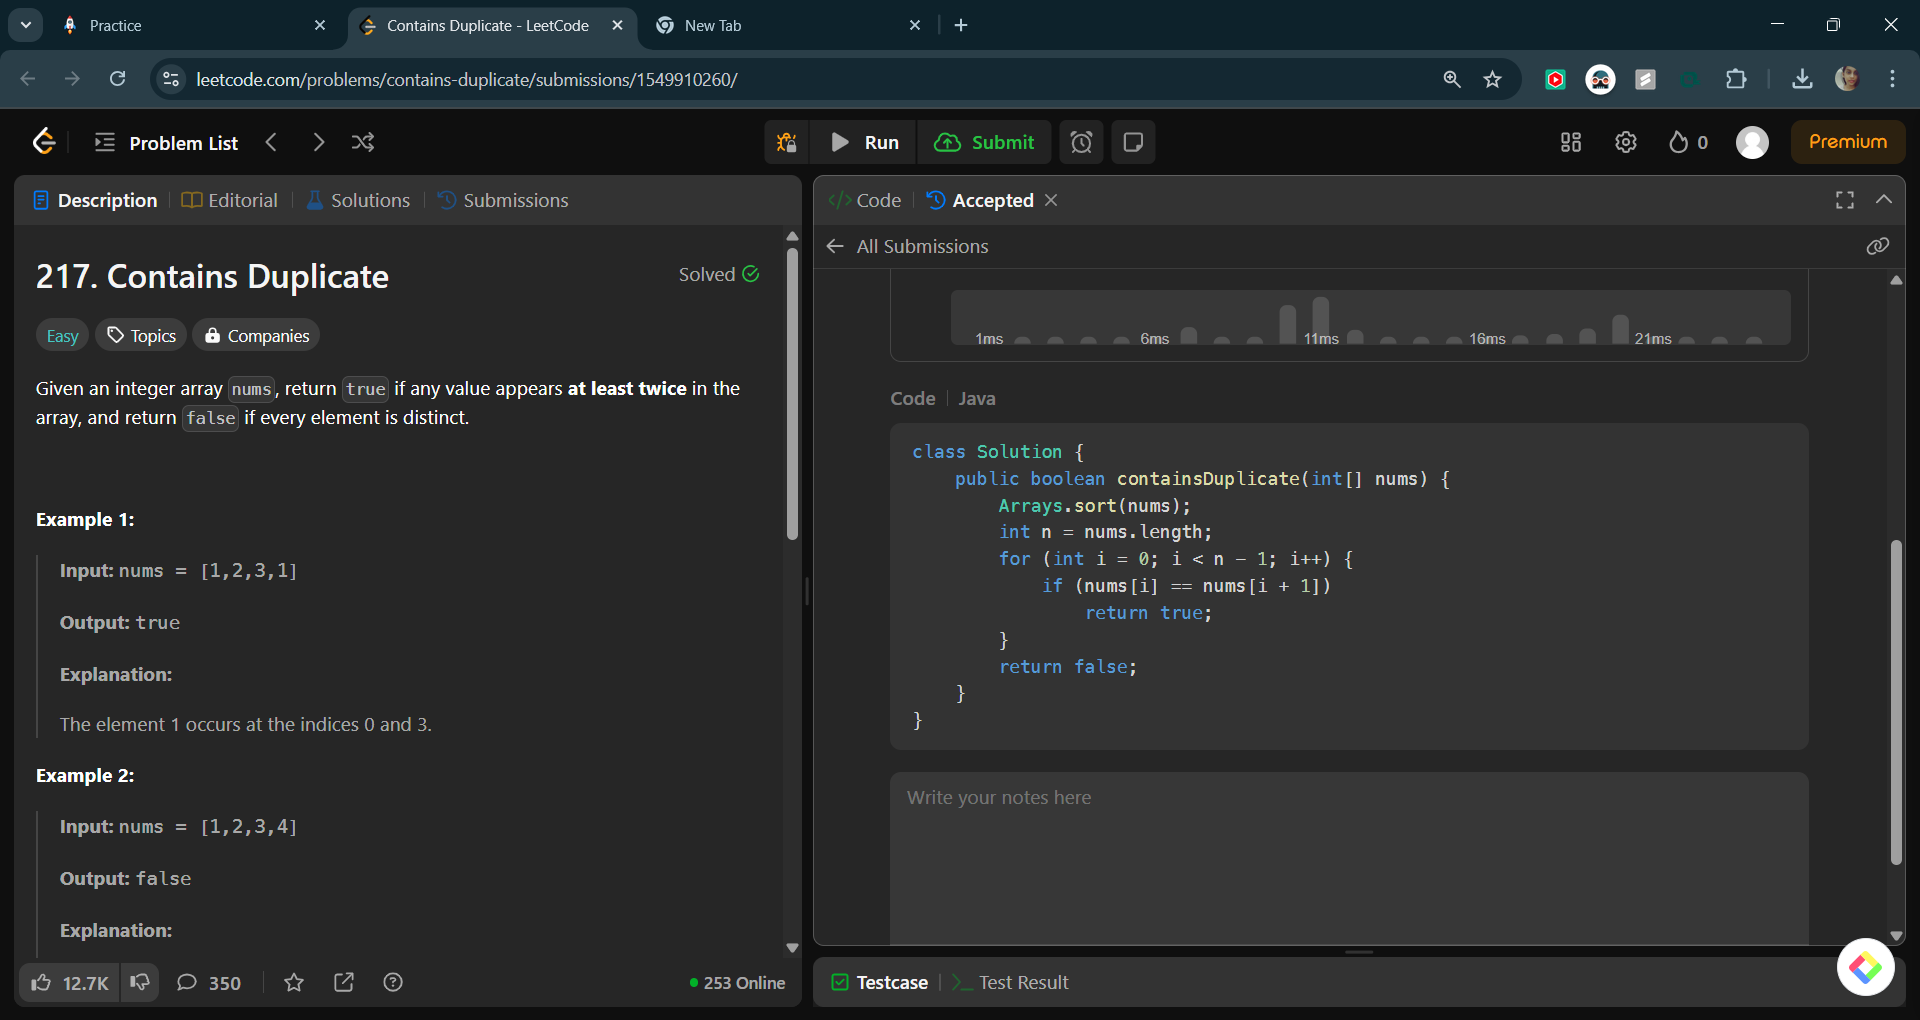 Practice
Contains Duplicate - LeetCode
New Tab
leetcode.com/problems/contains-duplicate/submissions/1549910260/
Problem List
Run
Submit
0
Premium
Description
Editorial
Solutions
Submissions
217. Contains Duplicate
Solved
Easy
Topics
Companies
Given an integer array nums, return true if any value appears at least twice in the
array, and return false if every element is distinct.
Example 1:
Input: nums = [1,2,3,1]
Output: true
Explanation:
The element 1 occurs at the indices 0 and 3.
Example 2:
Input: nums = [1,2,3,4]
Output: false
Explanation:
12.7K
350
253 Online
</> Code
Accepted
All Submissions
1ms
6ms
11ms
16ms
21ms
Code
Java
class Solution {
    public boolean containsDuplicate(int[] nums) {
        Arrays.sort(nums);
        int n = nums.length;
        for (int i = 0; i < n - 1; i++) {
            if (nums[i] == nums[i + 1])
                return true;
        }
        return false;
    }
}
Write your notes here
Testcase
Test Result